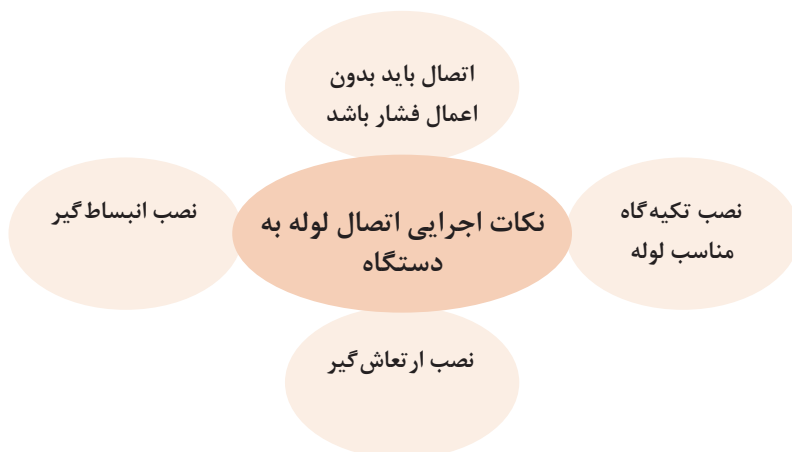 اتصال باید بدون
اعمال فشار باشد
نصب تکیه‌گاه
مناسب لوله
نکات اجرایی اتصال لوله به
دستگاه
نصب انبساط‌گیر
نصب ارتعاش‌گیر